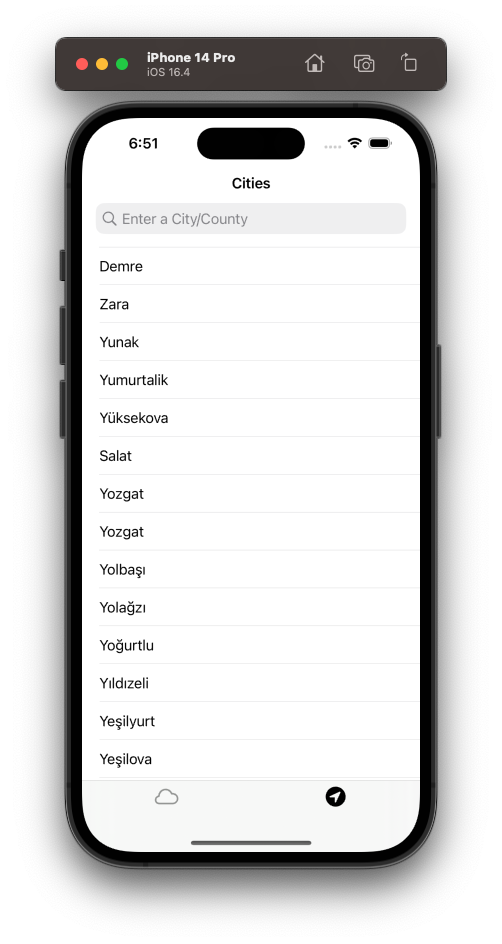 iPhone 14 Pro
iOS 16.4
6:51
Cities
Enter a City/County
Demre
Zara
Yunak
Yumurtalik
Yüksekova
Salat
Yozgat
Yozgat
Yolbaşı
Yolağzı
Yoğurtlu
Yıldızeli
Yeşilyurt
Yeşilova